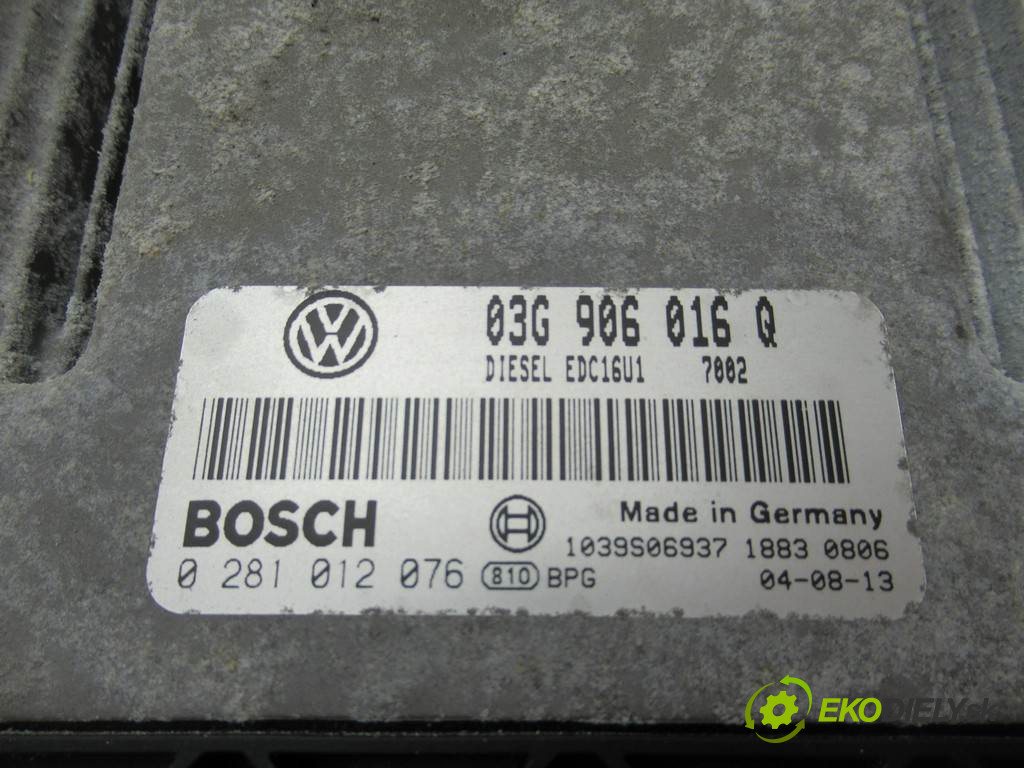 03G 906 016 Q
DIESEL EDC16U1 7002
BOSCH
Made in Germany
1039S06937 1883 0806
0 281 012 076 810 BPG
04-08-13
EKODIELY.sk